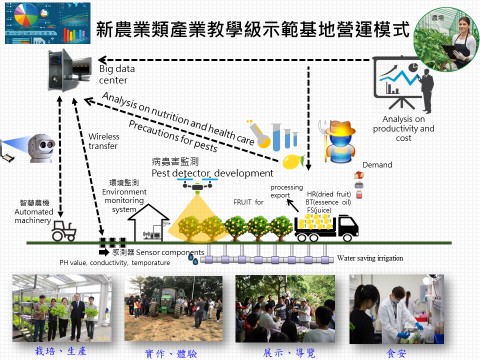 新農業類產業教學級示範基地營運模式
農場
Big data
center
Analysis on nutrition and health care
Precautions for pests
Analysis on
productivity and
cost
Wireless
transfer
病蟲害監測
Pest detector, development
Demand
環境監測
Environment
monitoring
system
智慧農機
Automated
machinery
FRUIT for
processing
export
HR(dried fruit)
BT(essence oil)
FS(juice)
感測器 Sensor components
PH value, conductivity, temperature
Water saving irrigation
栽培、生產
實作、體驗
展示、導覽
食安